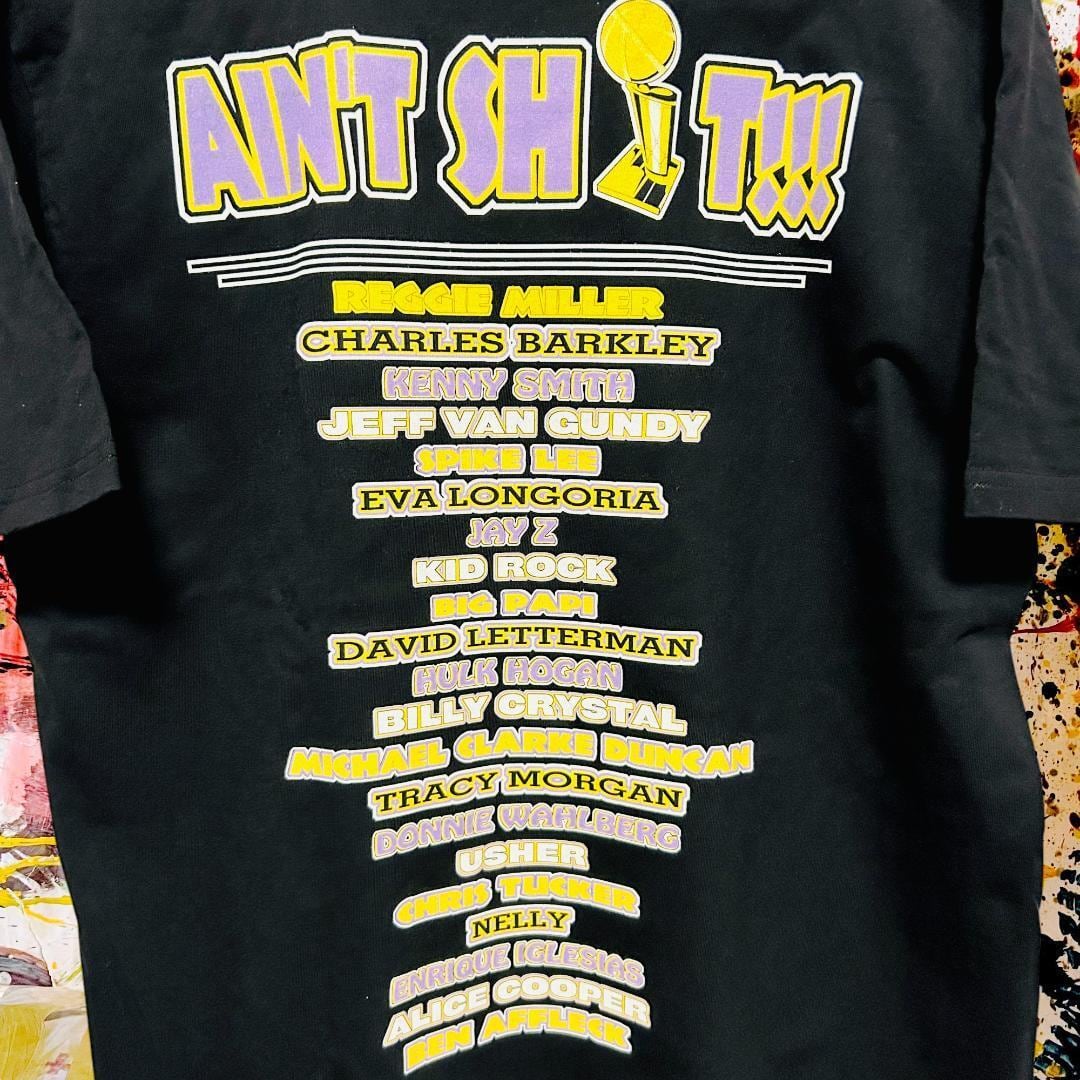 AIN'T SH T!!!
REGGIE MILLER
CHARLES BARKLEY
KENNY SMITH
JEFF VAN GUNDY
SPIKE LEE
EVA LONGORIA
JAY Z
KID ROCK
BIG PAPI
DAVID LETTERMAN
HULK HOGAN
BILLY CRYSTAL
MICHAEL CLARKE DUNCAN
TRACY MORGAN
DONNIE WAHLBERG
USHER
CHRIS TUCKER
NELLY
ENRIQUE IGLESIAS
ALICE COOPER
BEN AFFLECK